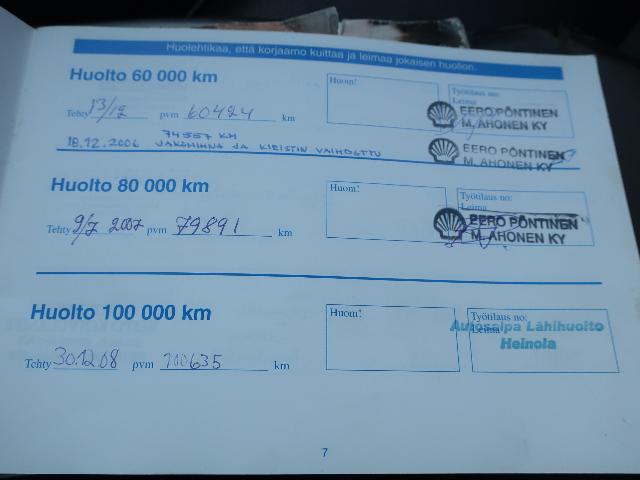 Huolehtikaa, että korjaamo kuittaa ja leimaa jokaisen huollon.
Huolto 60 000 km
Huom!
Työtilaus no:
Leima
Tehty 13/12 pvm 60424 km
EERO PÖNTINEN
M. AHONEN KY
18.12.2006 74557 KM
JAKOHIHNA JA KIRISTIN VAIHDETTU
EERO PÖNTINEN
M. AHONEN KY
Huolto 80 000 km
Huom!
Työtilaus no:
Leima
Tehty 9/7 2007 pvm 79891 km
EERO PÖNTINEN
M. AHONEN KY
Huolto 100 000 km
Huom!
Työtilaus no:
Leima
Autosaipa Lähihuolto
Heinola
Tehty 30.12.08 pvm 100635 km
7